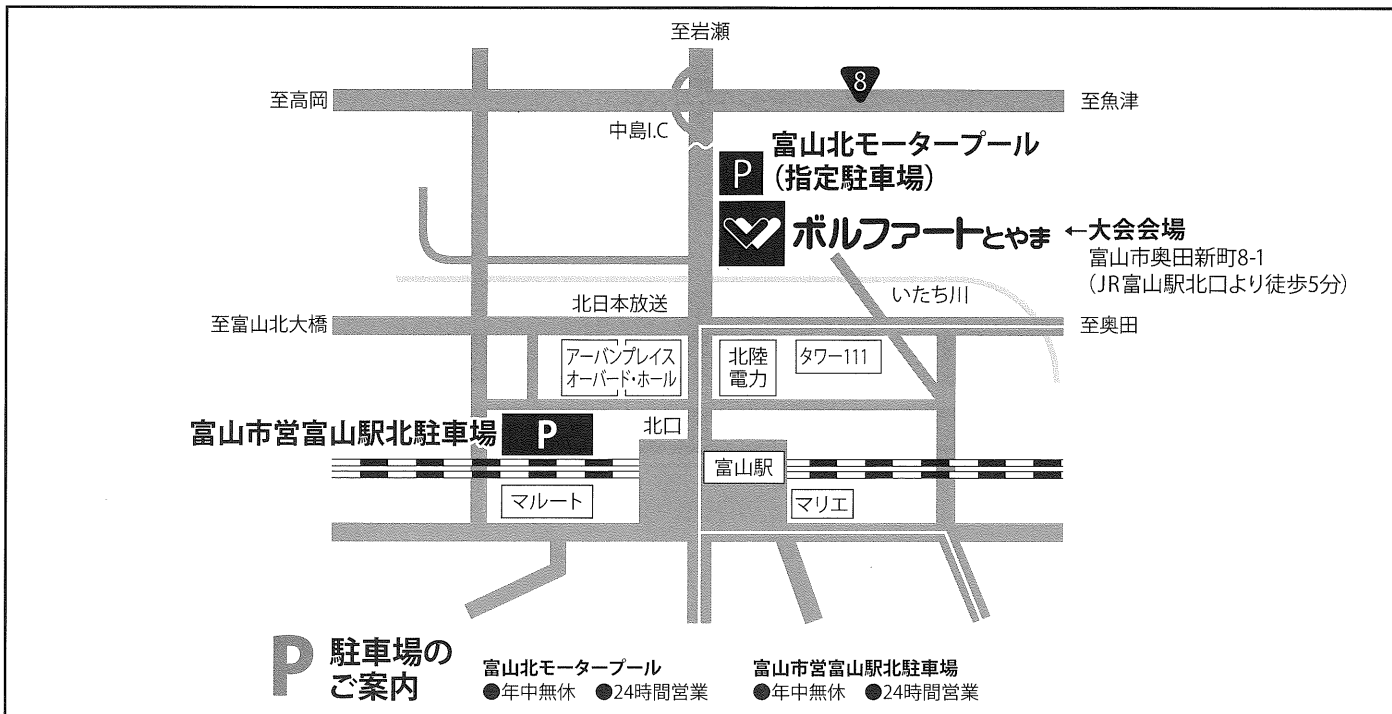 至岩瀬
8
至高岡
至魚津
中島I.C
P
富山北モータープール
（指定駐車場）
ボルファートとやま
←大会会場
富山市奥田新町8-1
（JR富山駅北口より徒歩5分）
いたち川
北日本放送
至富山北大橋
至奥田
アーバンプレイス
オーバード・ホール
北陸
電力
タワー111
富山市営富山駅北駐車場
P
北口
富山駅
マルート
マリエ
P
駐車場の
ご案内
富山北モータープール
●年中無休 ●24時間営業
富山市営富山駅北駐車場
●年中無休 ●24時間営業